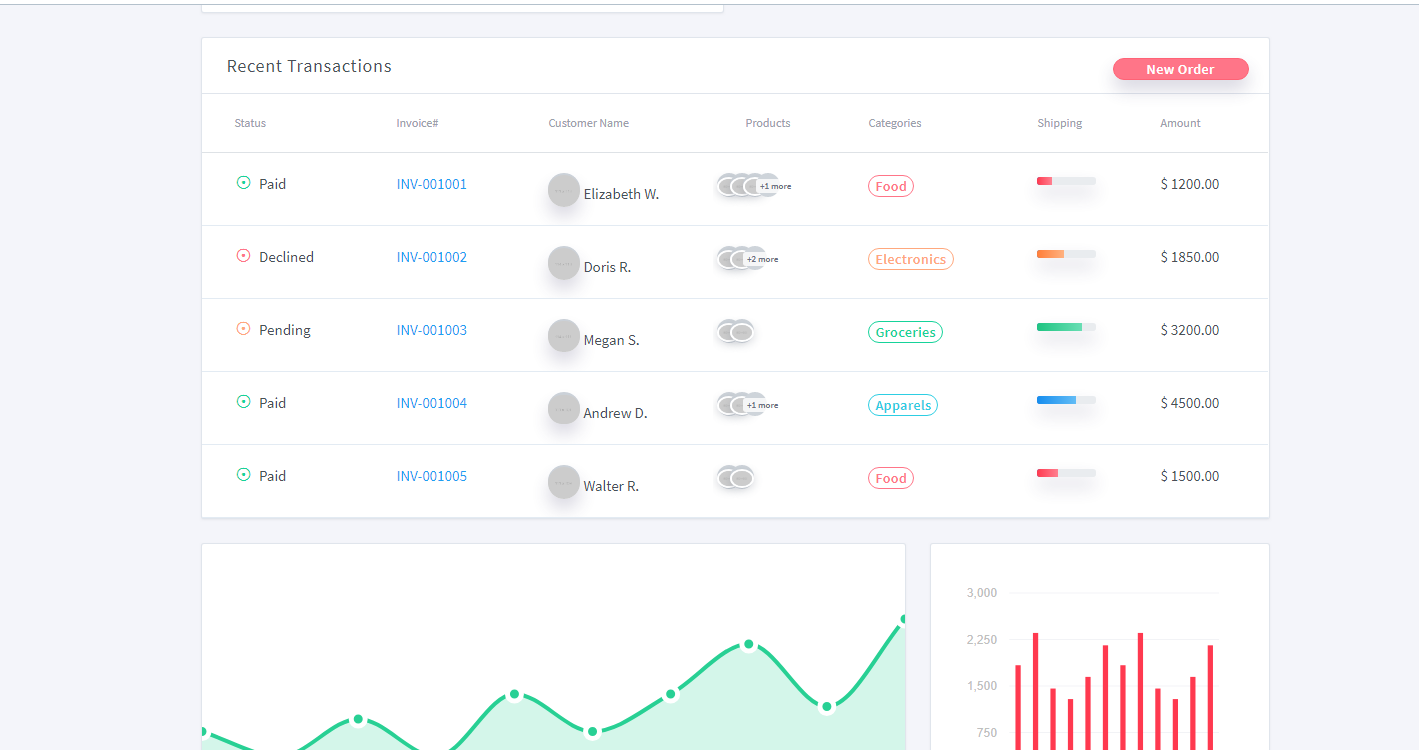 Recent Transactions
New Order
Status Invoice# Customer Name Products Categories Shipping Amount
Paid INV-001001 Elizabeth W. +1 more Food $ 1200.00
Declined INV-001002 Doris R. +2 more Electronics $ 1850.00
Pending INV-001003 Megan S. Groceries $ 3200.00
Paid INV-001004 Andrew D. +1 more Apparels $ 4500.00
Paid INV-001005 Walter R. Food $ 1500.00
3,000
2,250
1,500
750